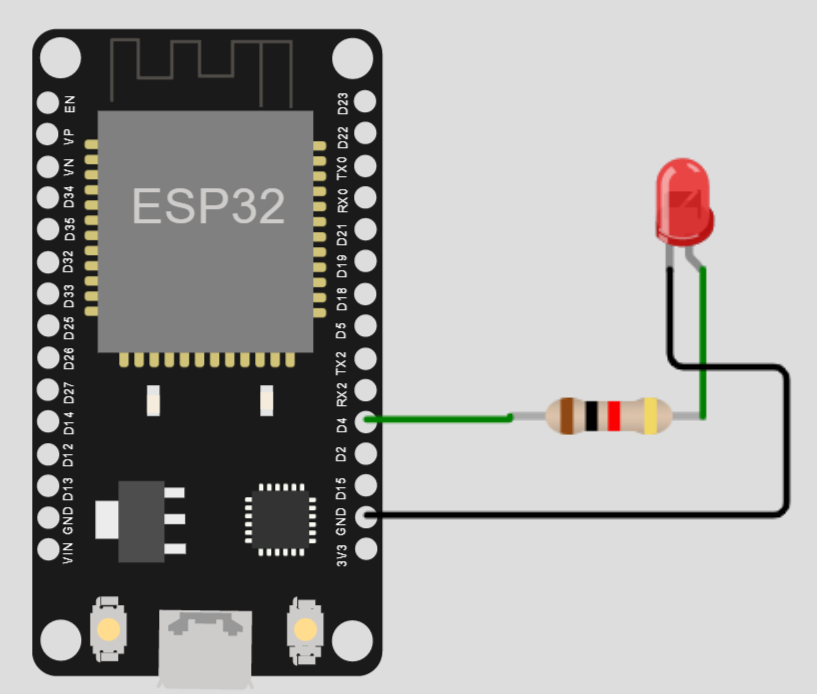 ESP32
EN
VP
VN
D34
D35
D32
D33
D25
D26
D27
D14
D12
D13
GND
VIN
D23
D22
TX0
RX0
D21
D19
D18
D5
TX2
RX2
D4
D2
D15
GND
3V3